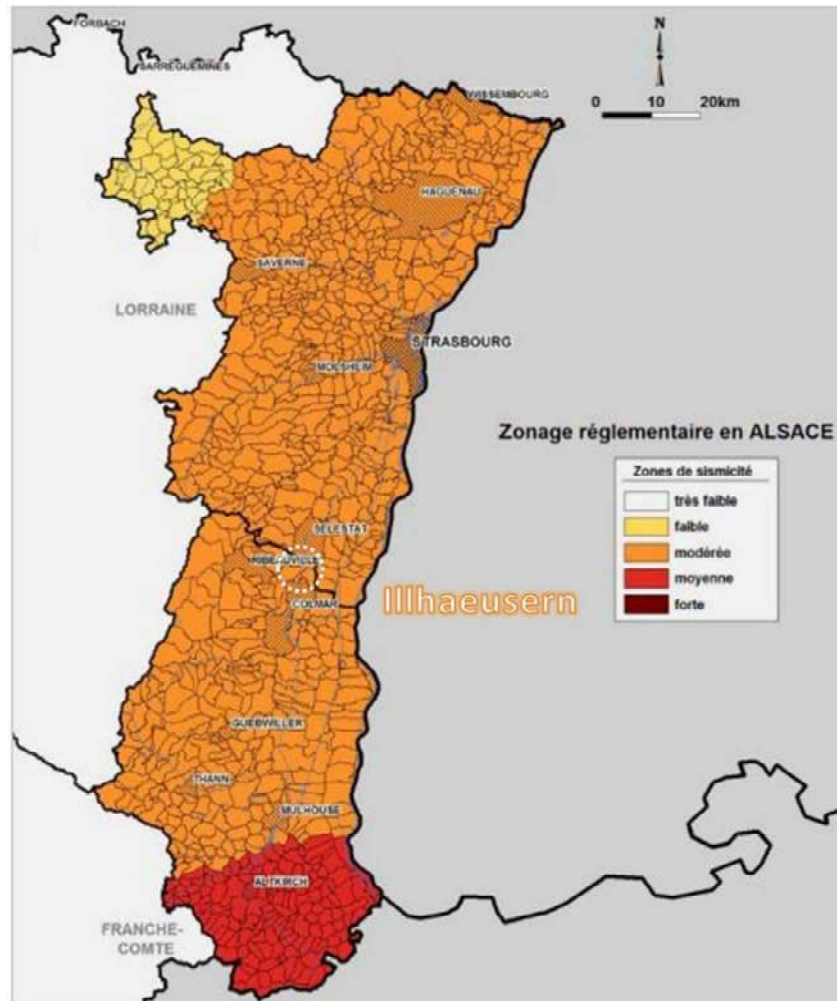 FORBACH
SARREGUEMINES
N
WISSEMBOURG
0 10 20km
HAGUENAU
SAVERNE
LORRAINE
STRASBOURG
MOLSHEIM
Zonage réglementaire en ALSACE
Zones de sismicité
très faible
faible
modérée
moyenne
forte
SELESTAT
RIBEAUVILLE
Illhaeusern
COLMAR
GUEBWILLER
THANN
MULHOUSE
ALTKIRCH
FRANCHE-
COMTE